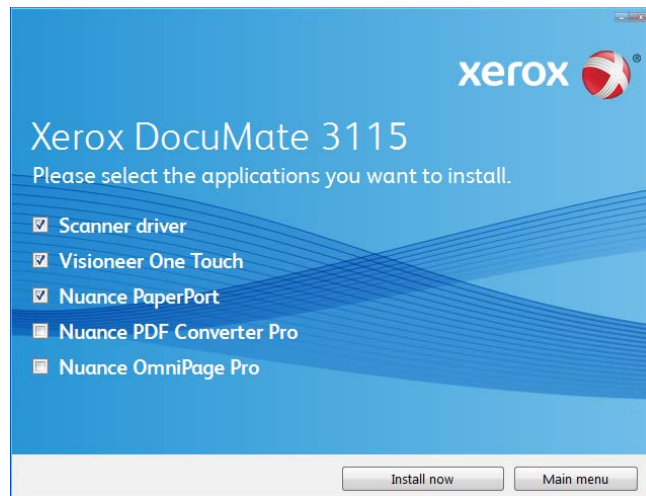 xerox ®
Xerox DocuMate 3115
Please select the applications you want to install.
Scanner driver
Visioneer One Touch
Nuance PaperPort
Nuance PDF Converter Pro
Nuance OmniPage Pro
Install now
Main menu